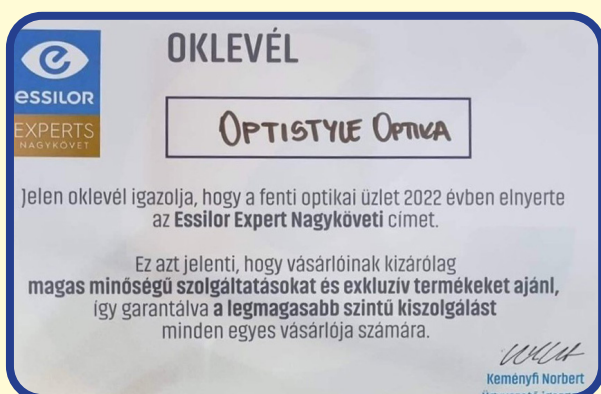 OKLEVÉL
essilor
EXPERTS
NAGYKÖVET
OPTISTYLE OPTIKA
Jelen oklevél igazolja, hogy a fenti optikai üzlet 2022 évben elnyerte
az Essilor Expert Nagyköveti címet.
Ez azt jelenti, hogy vásárlóinak kizárólag
magas minőségű szolgáltatásokat és exkluzív termékeket ajánl,
így garantálva a legmagasabb szintű kiszolgálást
minden egyes vásárlója számára.
Keményfi Norbert